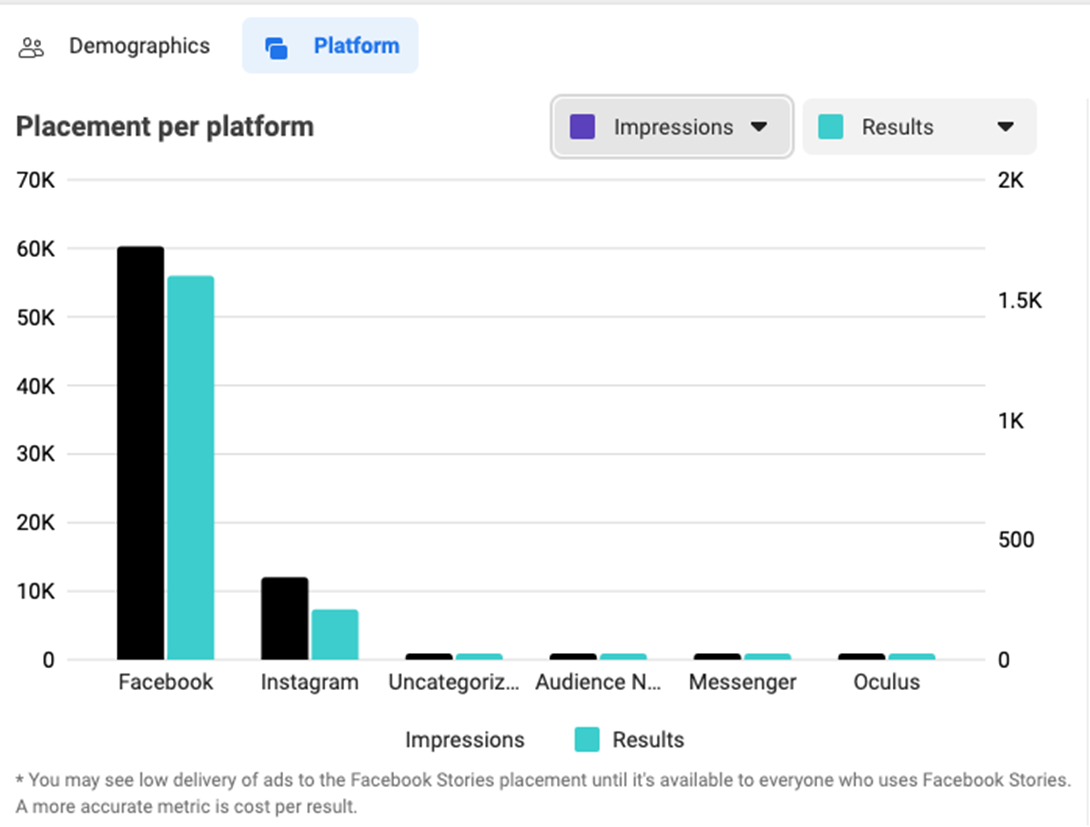 Demographics Platform
Placement per platform Impressions Results
70K 2K
60K
1.5K
50K
40K
1K
30K
20K
500
10K
0 0
Facebook Instagram Uncategoriz... Audience N... Messenger Oculus
Impressions Results
* You may see low delivery of ads to the Facebook Stories placement until it's available to everyone who uses Facebook Stories.
A more accurate metric is cost per result.